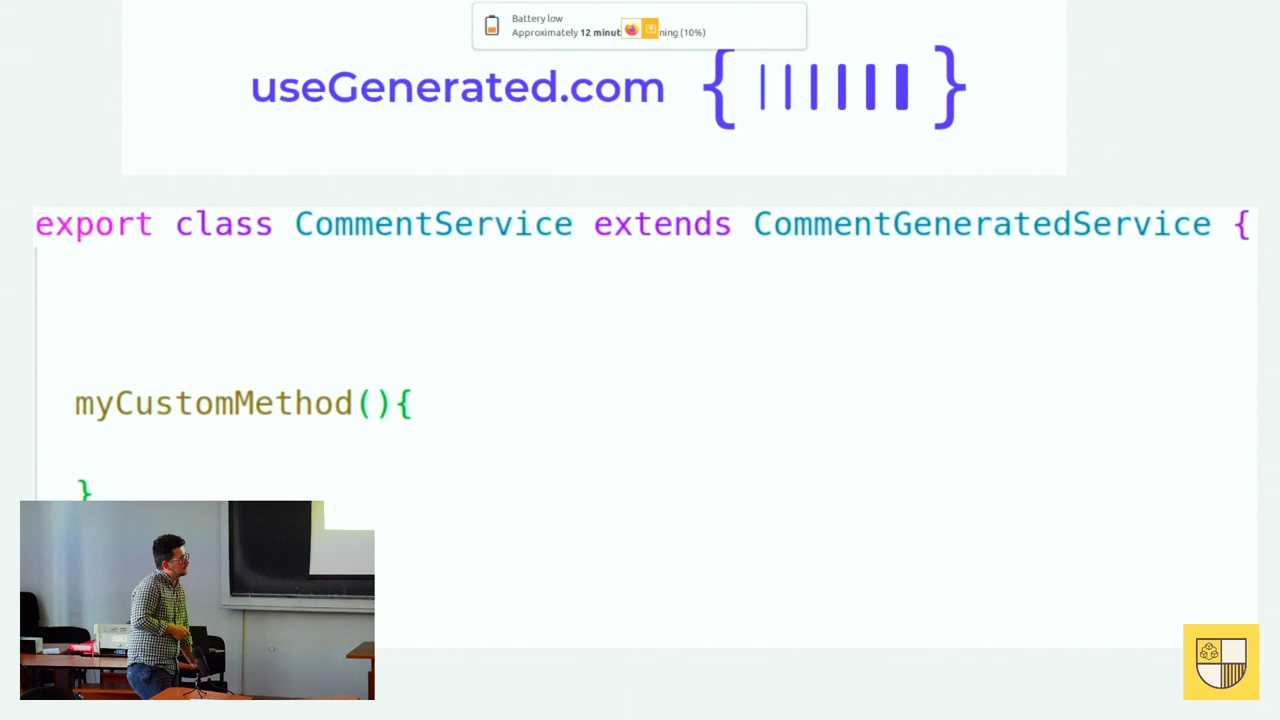 Battery low
Approximately 12 minut ning (10%)
useGenerated.com
export class CommentService extends CommentGeneratedService {
myCustomMethod(){
}